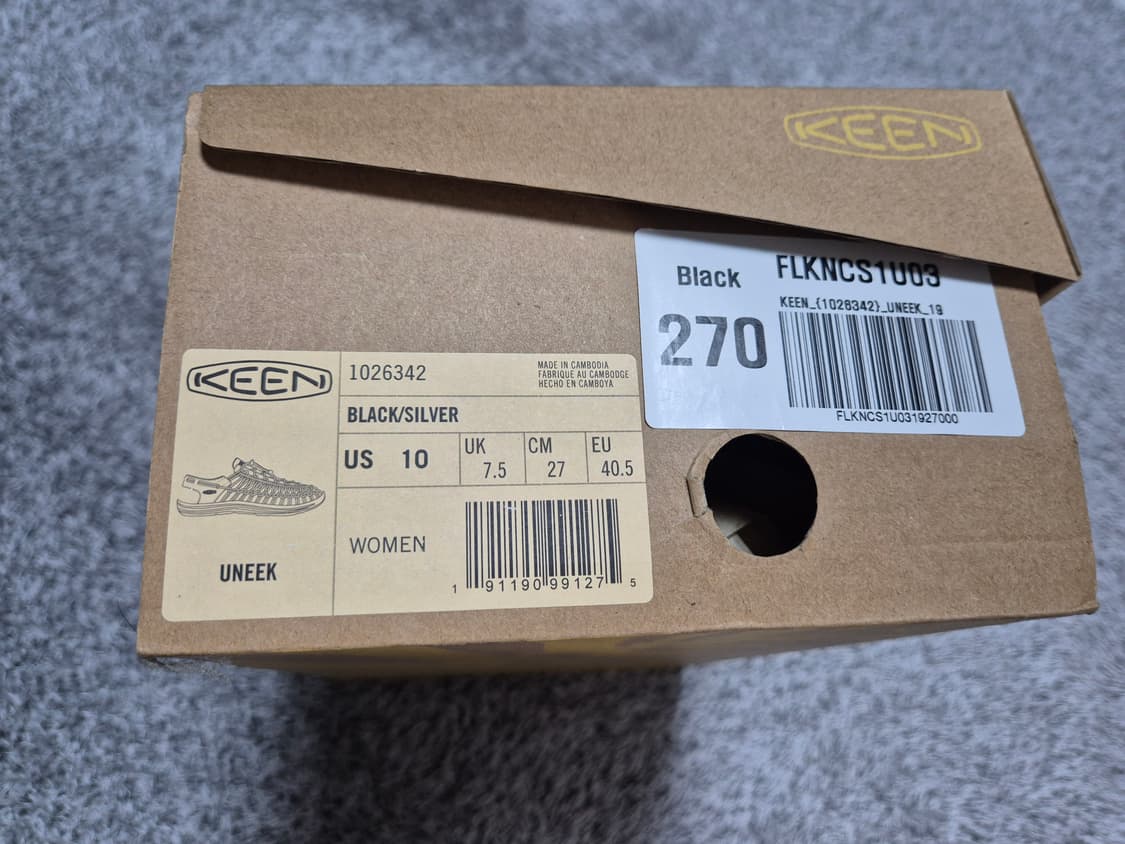 KEEN
Black
FLKNCS1U03
KEEN_{1026342}_UNEEK_19
270
FLKNCS1U031927000
KEEN
1026342
MADE IN CAMBODIA
FABRIQUE AU CAMBODGE
HECHO EN CAMBOYA
BLACK/SILVER
US 10
UK 7.5
CM 27
EU 40.5
WOMEN
1 91190 99127 5
UNEEK